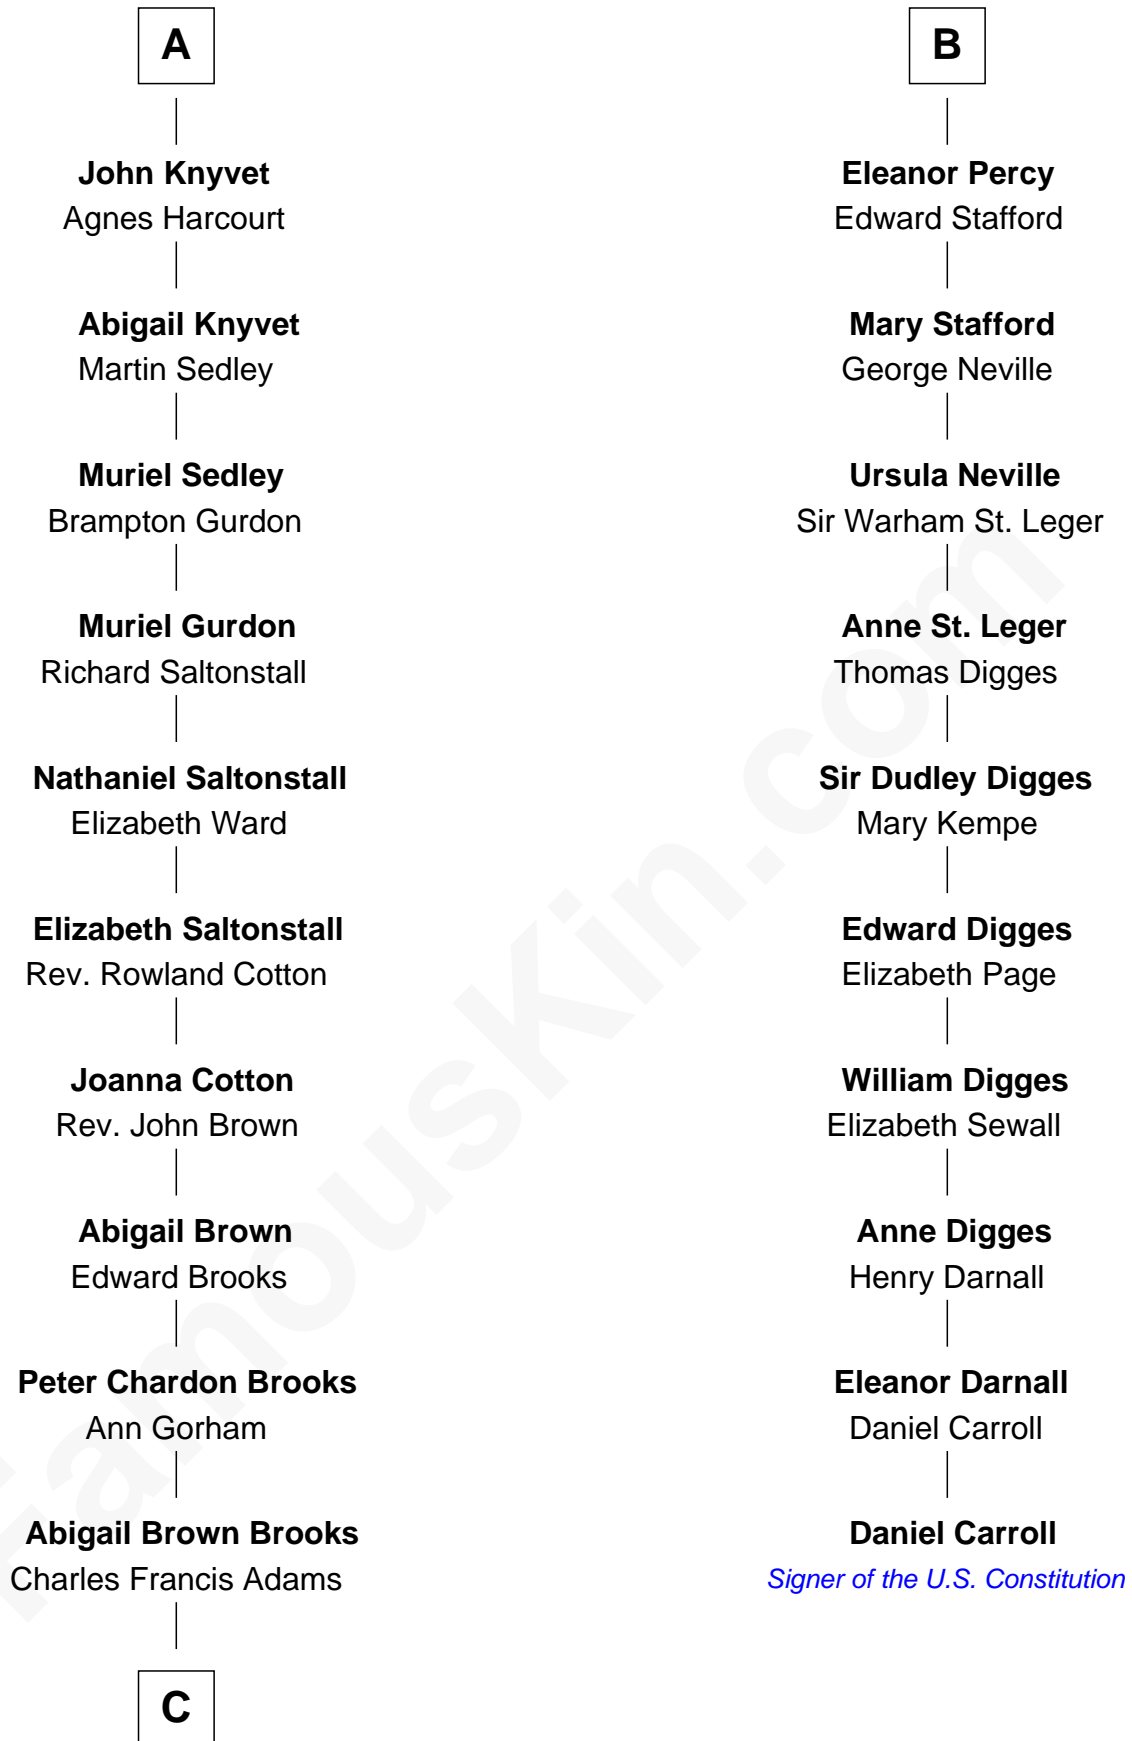 A
John Knyvet
Agnes Harcourt
Abigail Knyvet
Martin Sedley
Muriel Sedley
Brampton Gurdon
Muriel Gurdon
Richard Saltonstall
Nathaniel Saltonstall
Elizabeth Ward
Elizabeth Saltonstall
Rev. Rowland Cotton
Joanna Cotton
Rev. John Brown
Abigail Brown
Edward Brooks
Peter Chardon Brooks
Ann Gorham
Abigail Brown Brooks
Charles Francis Adams
C
B
Eleanor Percy
Edward Stafford
Mary Stafford
George Neville
Ursula Neville
Sir Warham St. Leger
Anne St. Leger
Thomas Digges
Sir Dudley Digges
Mary Kempe
Edward Digges
Elizabeth Page
William Digges
Elizabeth Sewall
Anne Digges
Henry Darnall
Eleanor Darnall
Daniel Carroll
Daniel Carroll
Signer of the U.S. Constitution
FamousKin.com